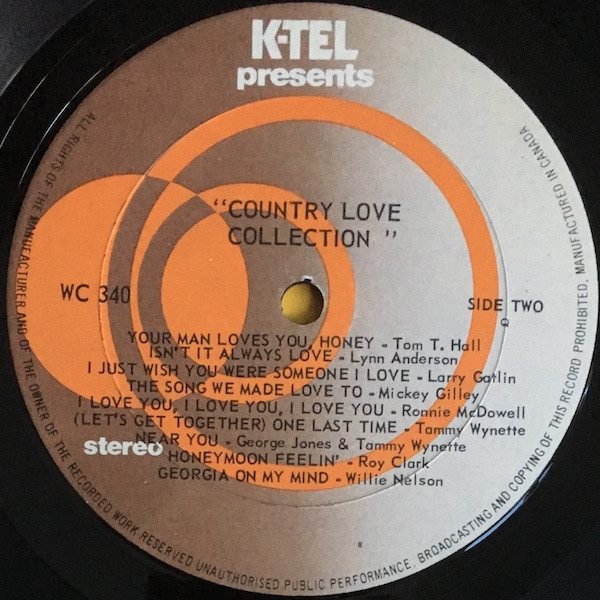 K-TEL
presents
"COUNTRY LOVE
COLLECTION"
WC 340
SIDE TWO
YOUR MAN LOVES YOU, HONEY - Tom T. Hall
ISN'T IT ALWAYS LOVE - Lynn Anderson
I JUST WISH YOU WERE SOMEONE I LOVE - Larry Gatlin
THE SONG WE MADE LOVE TO - Mickey Gilley
I LOVE YOU, I LOVE YOU, I LOVE YOU - Ronnie McDowell
(LET'S GET TOGETHER) ONE LAST TIME - Tammy Wynette
NEAR YOU - George Jones & Tammy Wynette
HONEYMOON FEELIN' - Roy Clark
GEORGIA ON MY MIND - Willie Nelson
stereo
ALL RIGHTS OF THE MANUFACTURER AND OF THE OWNER OF THE RECORDED WORK RESERVED UNAUTHORISED PUBLIC PERFORMANCE, BROADCASTING AND COPYING OF THIS RECORD PROHIBITED, MANUFACTURED IN CANADA